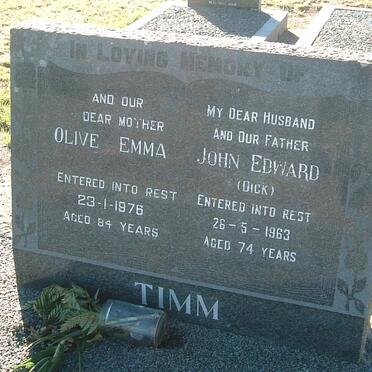 In Loving Memory Of
And Our
Dear Mother
Olive Emma
Entered into rest
23-1-1976
Aged 84 years
My Dear Husband
And Our Father
John Edward
(Dick)
Entered into rest
26-5-1963
Aged 74 years
TIMM